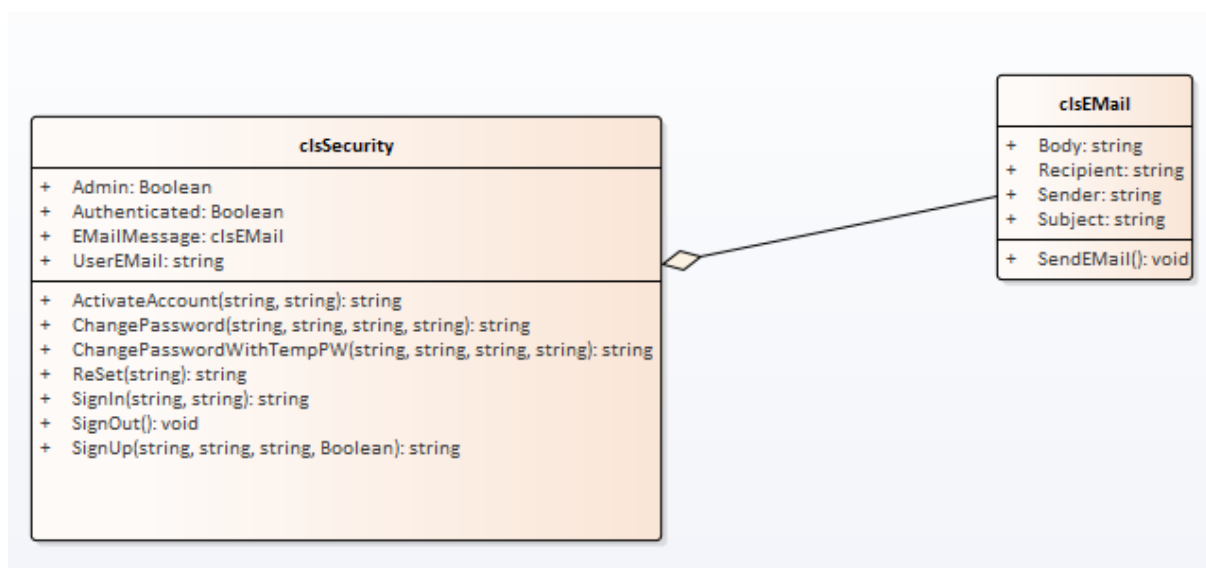 clsSecurity
+ Admin: Boolean
+ Authenticated: Boolean
+ EMailMessage: clsEMail
+ UserEMail: string
+ ActivateAccount(string, string): string
+ ChangePassword(string, string, string, string): string
+ ChangePasswordWithTempPW(string, string, string, string): string
+ ReSet(string): string
+ SignIn(string, string): string
+ SignOut(): void
+ SignUp(string, string, string, Boolean): string
clsEMail
+ Body: string
+ Recipient: string
+ Sender: string
+ Subject: string
+ SendEMail(): void